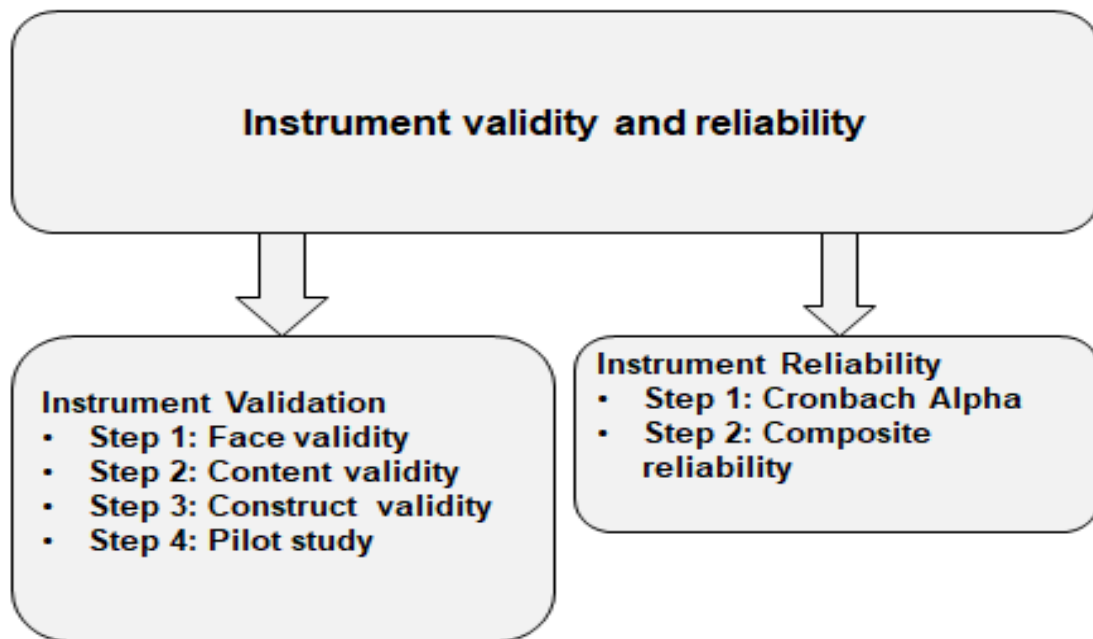 Instrument validity and reliability
Instrument Validation
• Step 1: Face validity
• Step 2: Content validity
• Step 3: Construct validity
• Step 4: Pilot study
Instrument Reliability
• Step 1: Cronbach Alpha
• Step 2: Composite
reliability